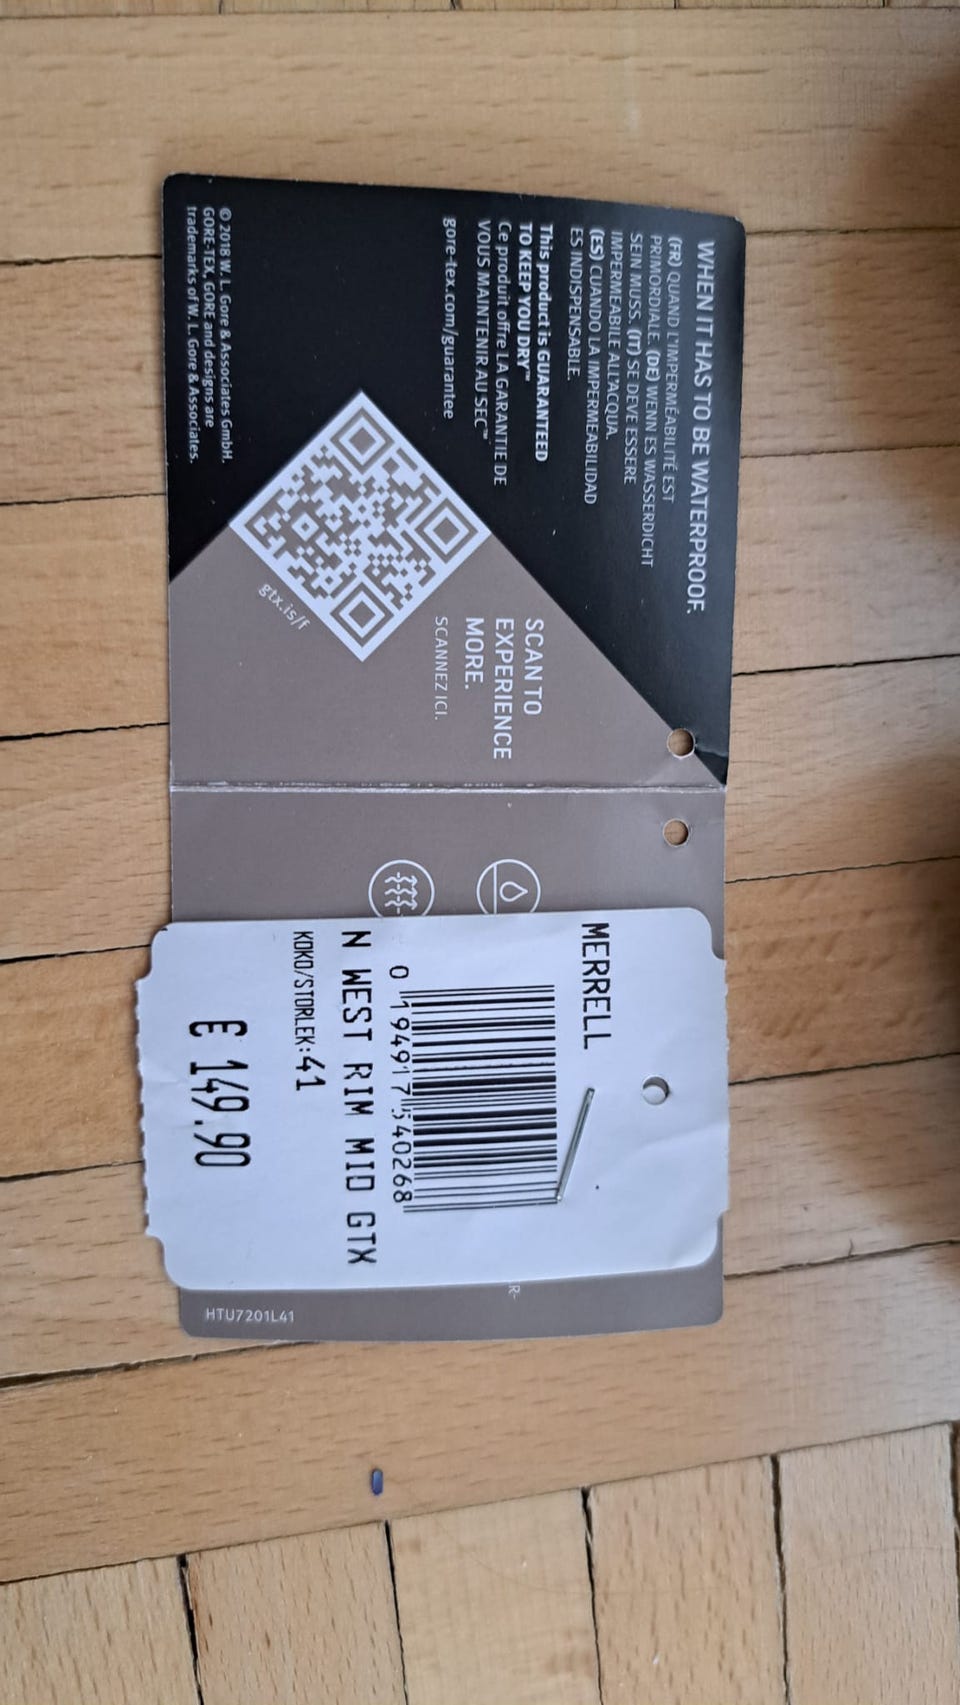 WHEN IT HAS TO BE WATERPROOF.
(FR) QUAND L'IMPERMÉABILITÉ EST
PRIMORDIALE. (DE) WENN ES WASSERDICHT
SEIN MUSS. (IT) SE DEVE ESSERE
IMPERMEABILE ALL'ACQUA.
(ES) CUANDO LA IMPERMEABILIDAD
ES INDISPENSABLE.
This product is GUARANTEED
TO KEEP YOU DRY™
Ce produit offre LA GARANTIE DE
VOUS MAINTENIR AU SEC™
gore-tex.com/guarantee
© 2018 W. L. Gore & Associates GmbH.
GORE-TEX, GORE and designs are
trademarks of W. L. Gore & Associates.
SCAN TO
EXPERIENCE
MORE.
SCANNEZ ICI.
gtx.is/f
MERRELL
0 194917 540268
N WEST RIM MID GTX
KOKO/STORLEK:41
E 149.90
R-
HTU7201L41